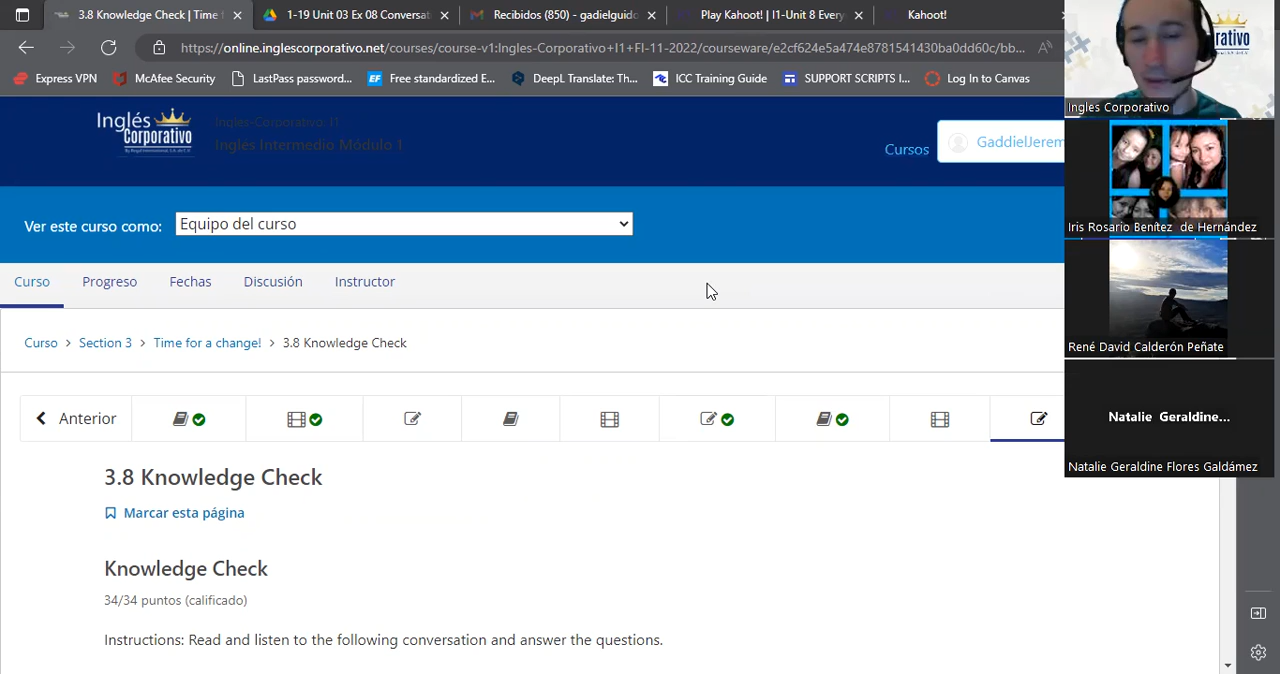 3.8 Knowledge Check | Time f
1-19 Unit 03 Ex 08 Conversat
Recibidos (850) - gadielguido
Play Kahoot! | I1-Unit 8 Every
Kahoot!
https://online.inglescorporativo.net/courses/course-v1:Ingles-Corporativo+I1+FI-11-2022/courseware/e2cf624e5a474e8781541430ba0dd60c/bb...
Express VPN
McAfee Security
LastPass password...
Free standardized E...
DeepL Translate: Th...
ICC Training Guide
SUPPORT SCRIPTS I...
Log In to Canvas
Inglés
Corporativo
Ingles-Corporativo I1
Inglés Intermedio Módulo 1
Cursos
GaddielJerem
Ver este curso como:
Equipo del curso
Curso
Progreso
Fechas
Discusión
Instructor
Curso > Section 3 > Time for a change! > 3.8 Knowledge Check
Anterior
3.8 Knowledge Check
Marcar esta página
Knowledge Check
34/34 puntos (calificado)
Instructions: Read and listen to the following conversation and answer the questions.
rativo
Ingles Corporativo
Iris Rosario Benítez de Hernández
René David Calderón Peñate
Natalie Geraldine...
Natalie Geraldine Flores Galdámez